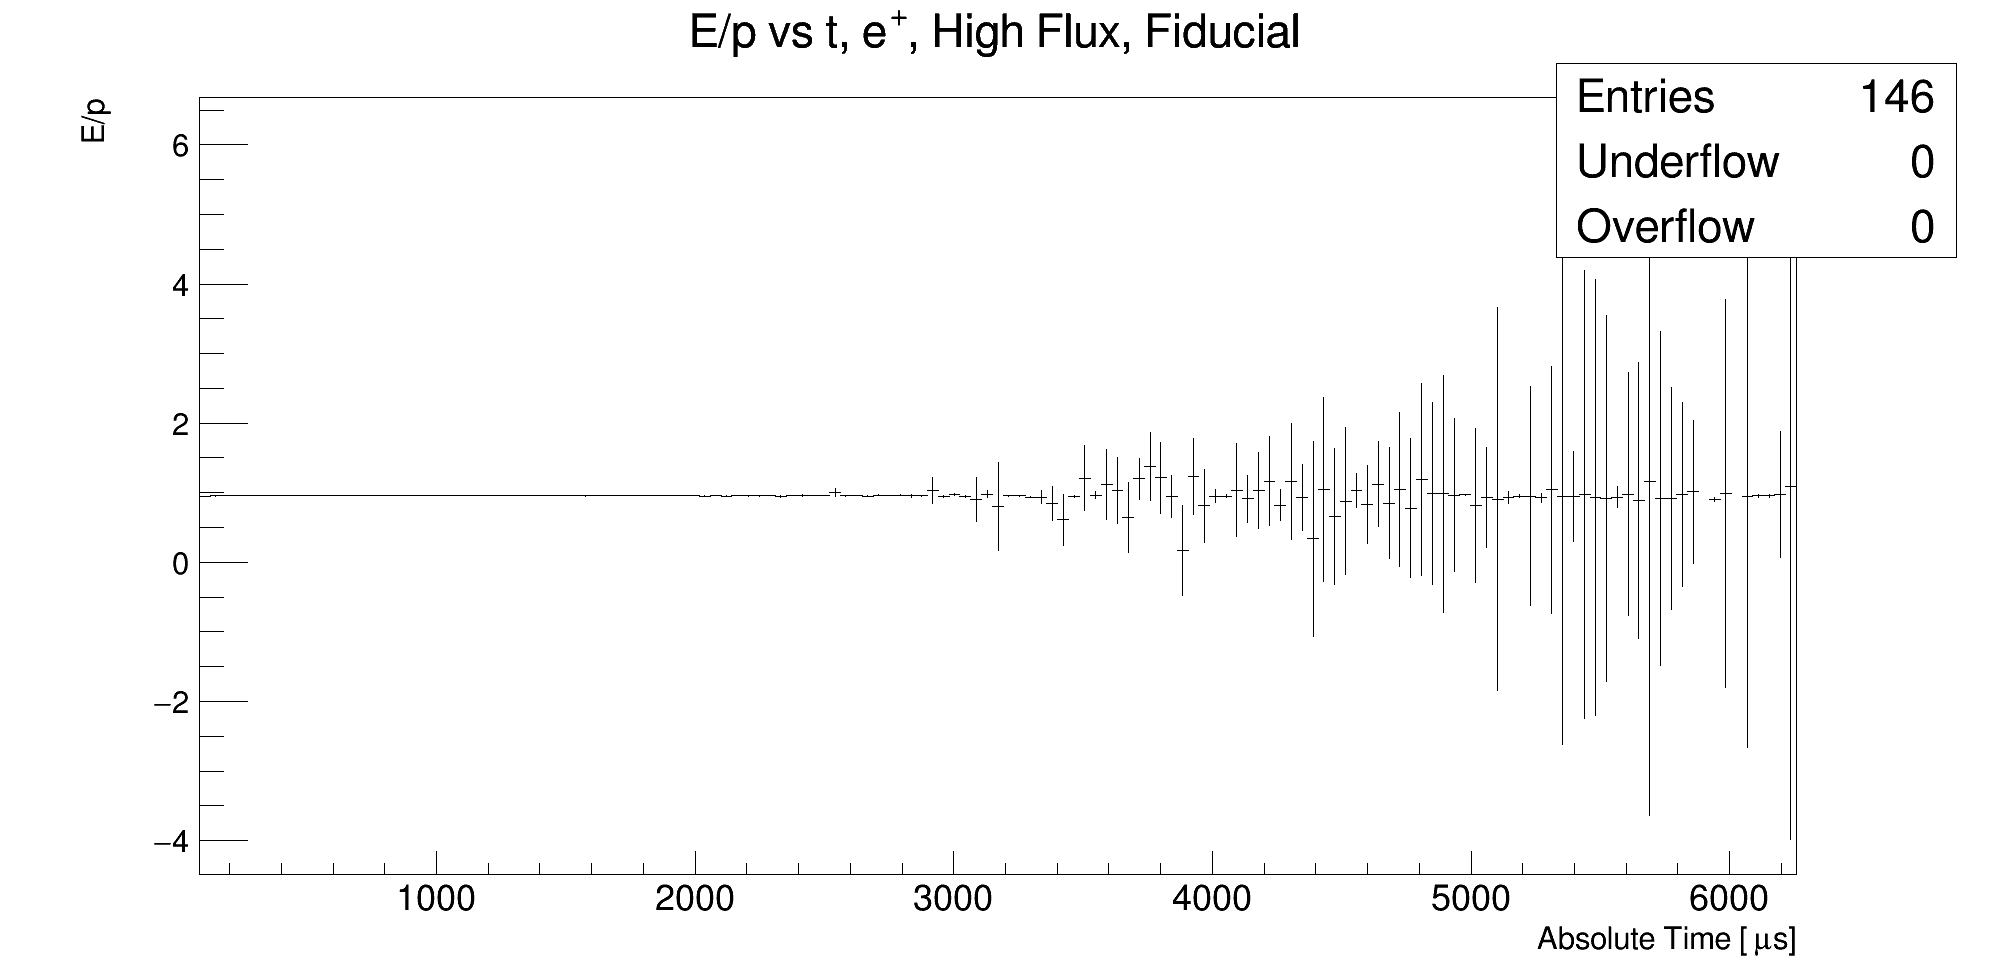 E/p vs t, e⁺, High Flux, Fiducial
E/p
Entries 146
Underflow 0
Overflow 0
6
4
2
0
−2
−4
1000 2000 3000 4000 5000 6000
Absolute Time [ μs]